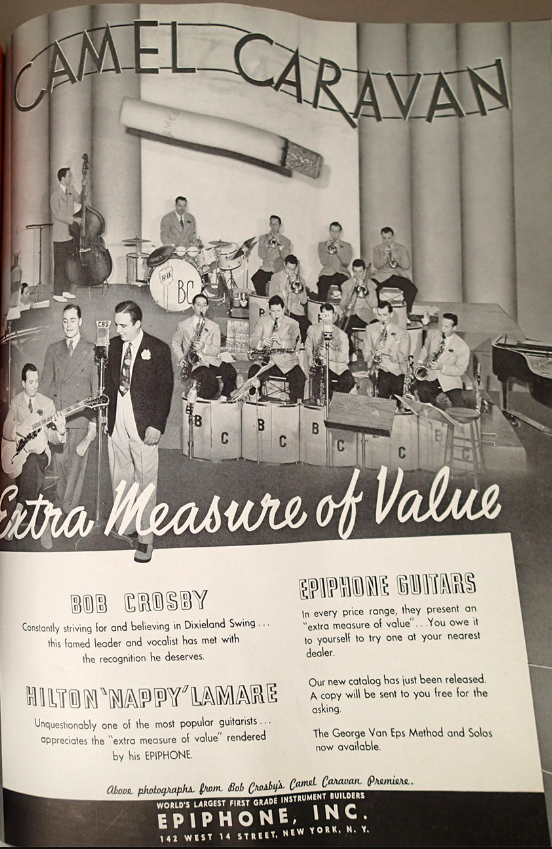 CAMEL CARAVAN
CAMEL
BC
CBS
B C B C B C B C B
Extra Measure of Value
BOB CROSBY
Constantly striving for and believing in Dixieland Swing...
this famed leader and vocalist has met with
the recognition he deserves.
HILTON 'NAPPY' LAMARE
Unquestionably one of the most popular guitarists...
appreciates the "extra measure of value" rendered
by his EPIPHONE.
EPIPHONE GUITARS
In every price range, they present an
"extra measure of value"...You owe it
to yourself to try one at your nearest
dealer.
Our new catalog has just been released.
A copy will be sent to you free for the
asking.
The George Van Eps Method and Solos
now available.
Above photographs from Bob Crosby's Camel Caravan Premiere.
WORLD'S LARGEST FIRST GRADE INSTRUMENT BUILDERS
EPIPHONE, INC.
142 WEST 14 STREET, NEW YORK, N. Y.